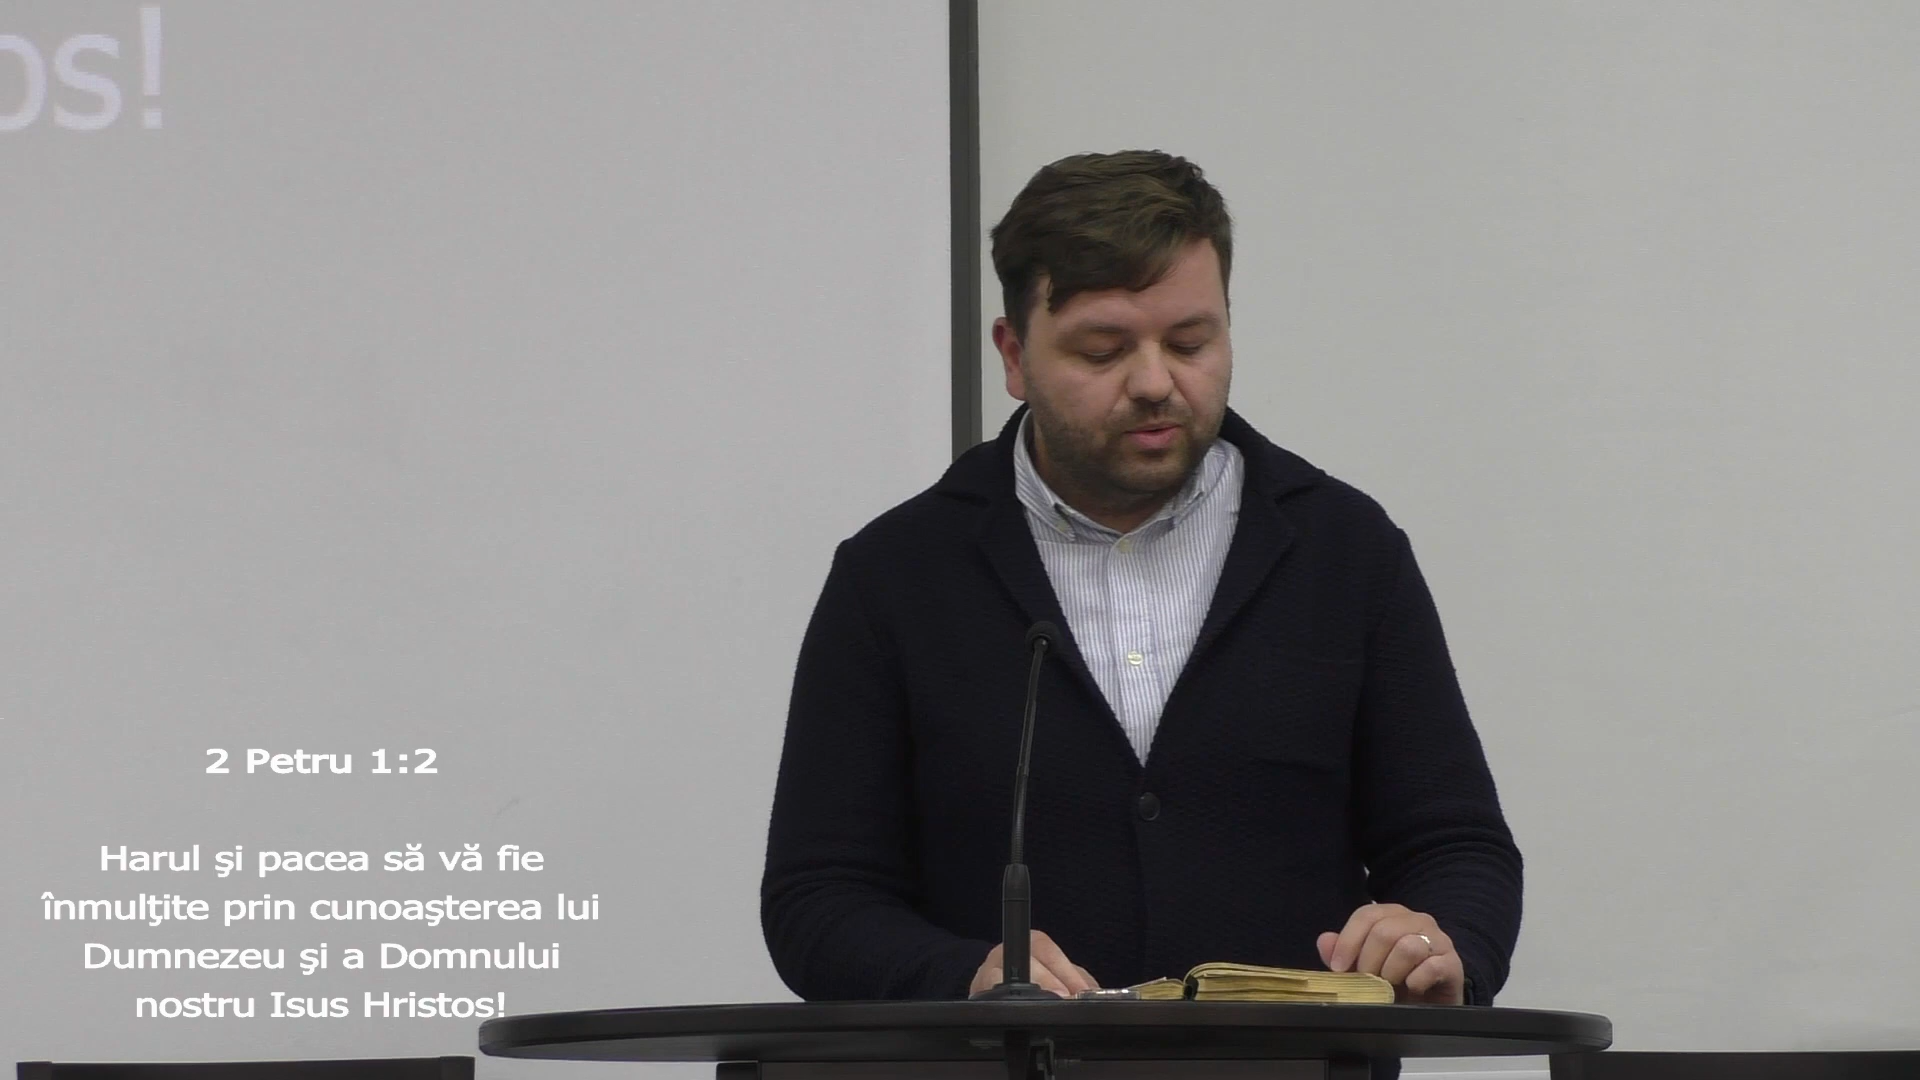 os!
2 Petru 1:2
Harul şi pacea să vă fie
înmulţite prin cunoaşterea lui
Dumnezeu şi a Domnului
nostru Isus Hristos!